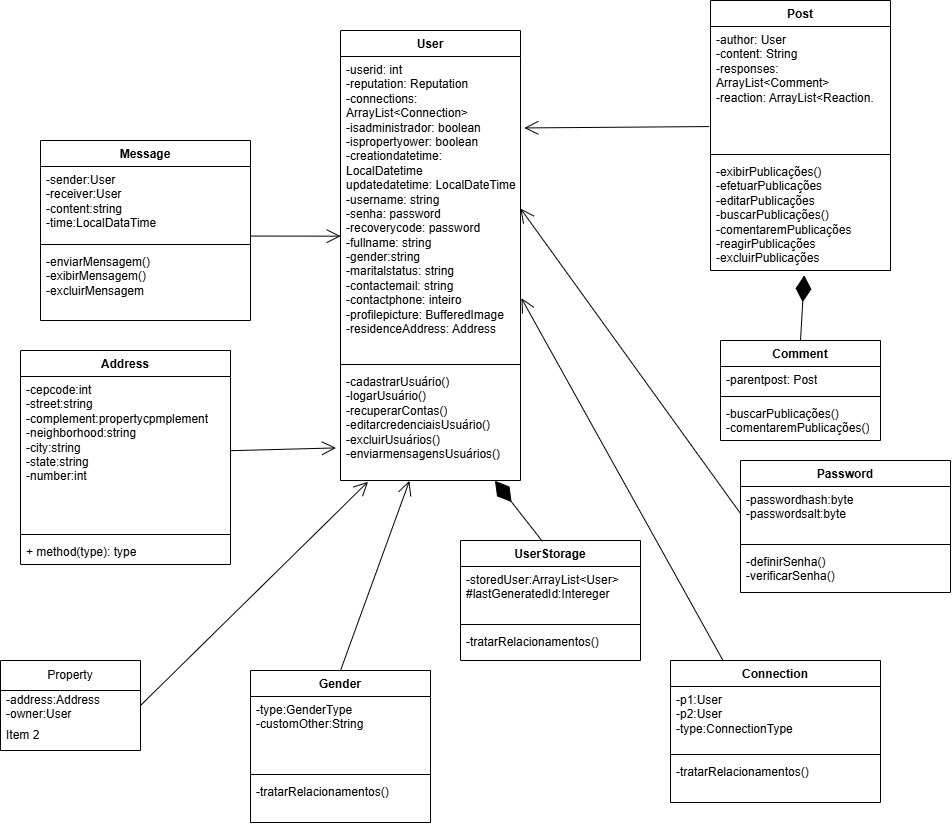 Post
-author: User
-content: String
-responses:
ArrayList<Comment>
-reaction: ArrayList<Reaction.
-exibirPublicações()
-efetuarPublicações
-editarPublicações
-buscarPublicações()
-comentaremPublicações
-reagirPublicações
-excluirPublicações
User
-userid: int
-reputation: Reputation
-connections:
ArrayList<Connection>
-isadministrador: boolean
-ispropertyower: boolean
-creationdatetime:
LocalDatetime
updatedatetime: LocalDateTime
-username: string
-senha: password
-recoverycode: password
-fullname: string
-gender:string
-maritalstatus: string
-contactemail: string
-contactphone: inteiro
-profilepicture: BufferedImage
-residenceAddress: Address
-cadastrarUsuário()
-logarUsuário()
-recuperarContas()
-editarcredenciaisUsuário()
-excluirUsuários()
-enviarmensagensUsuários()
Message
-sender:User
-receiver:User
-content:string
-time:LocalDataTime
-enviarMensagem()
-exibirMensagem()
-excluirMensagem
Address
-cepcode:int
-street:string
-complement:propertycpmplement
-neighborhood:string
-city:string
-state:string
-number:int
+ method(type): type
Comment
-parentpost: Post
-buscarPublicações()
-comentaremPublicações()
Password
-passwordhash:byte
-passwordsalt:byte
-definirSenha()
-verificarSenha()
UserStorage
-storedUser:ArrayList<User>
#lastGeneratedId:Intereger
-tratarRelacionamentos()
Property
-address:Address
-owner:User
Item 2
Gender
-type:GenderType
-customOther:String
-tratarRelacionamentos()
Connection
-p1:User
-p2:User
-type:ConnectionType
-tratarRelacionamentos()